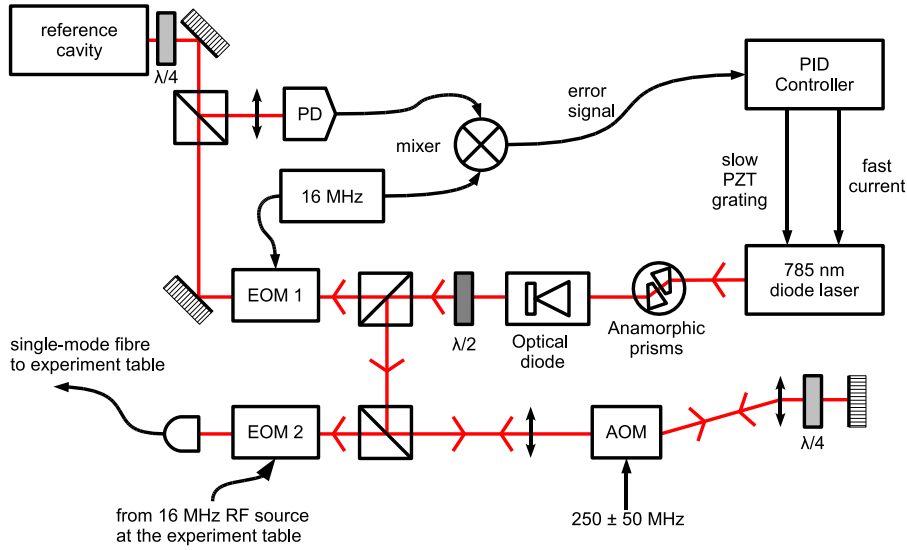 reference
cavity
λ/4
PD
mixer
error
signal
PID
Controller
16 MHz
slow
PZT
grating
fast
current
EOM 1
λ/2
Optical
diode
Anamorphic
prisms
785 nm
diode laser
single-mode fibre
to experiment table
EOM 2
AOM
λ/4
from 16 MHz RF source
at the experiment table
250 ± 50 MHz